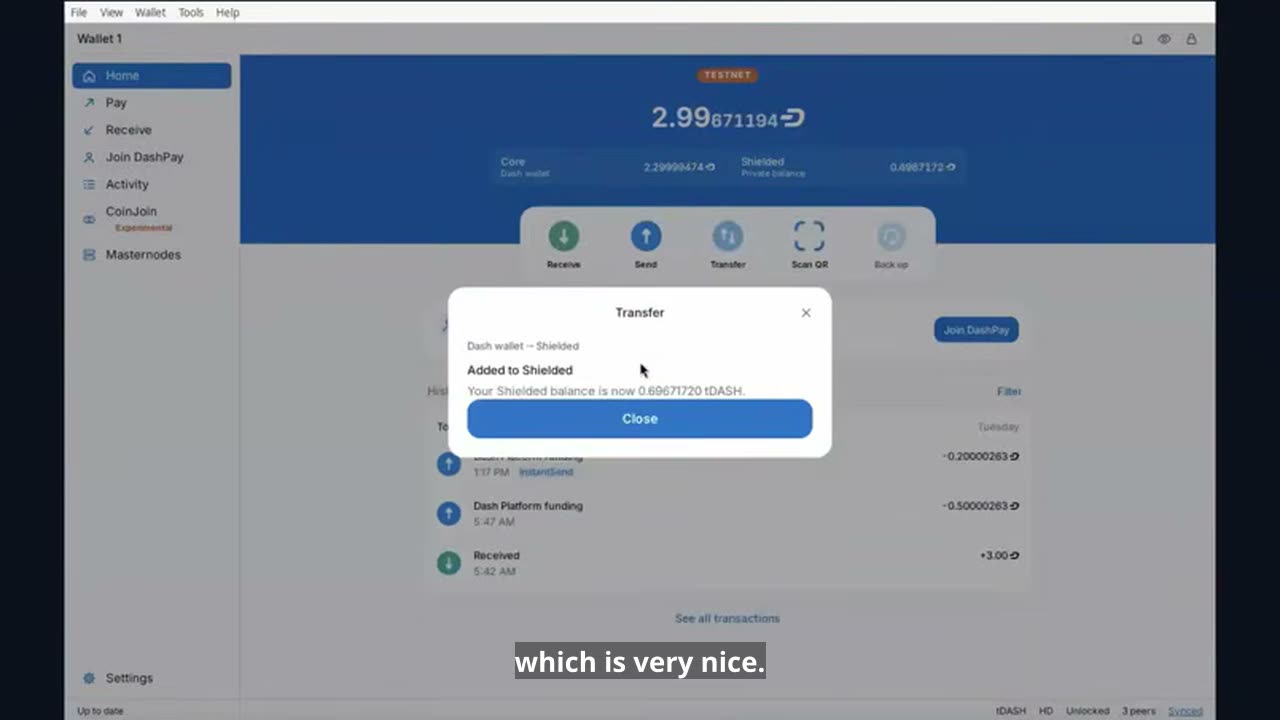 File View Wallet Tools Help
Wallet 1
Home
Pay
Receive
Join DashPay
Activity
CoinJoin
Experimental
Masternodes
Settings
Up to date
TESTNET
2.99671194
Core
Dash wallet
2.29999474
Shielded
Private balance
0.6967172
Receive
Send
Transfer
Scan QR
Back up
Join DashPay
Transfer
Dash wallet → Shielded
Added to Shielded
Your Shielded balance is now 0.69671720 tDASH.
Close
Filter
Tuesday
Dash Platform funding
1:17 PM InstantSend
-0.20000263
Dash Platform funding
5:47 AM
-0.50000263
Received
5:42 AM
+3.00
See all transactions
which is very nice.
tDASH HD Unlocked 3 peers Synced